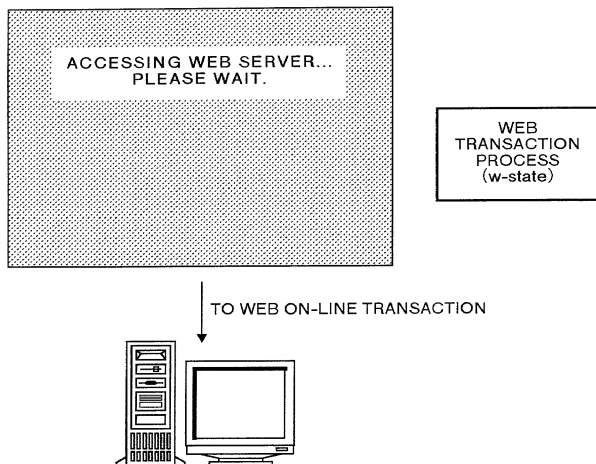 ACCESSING WEB SERVER...
PLEASE WAIT.
WEB
TRANSACTION
PROCESS
(w-state)
TO WEB ON-LINE TRANSACTION